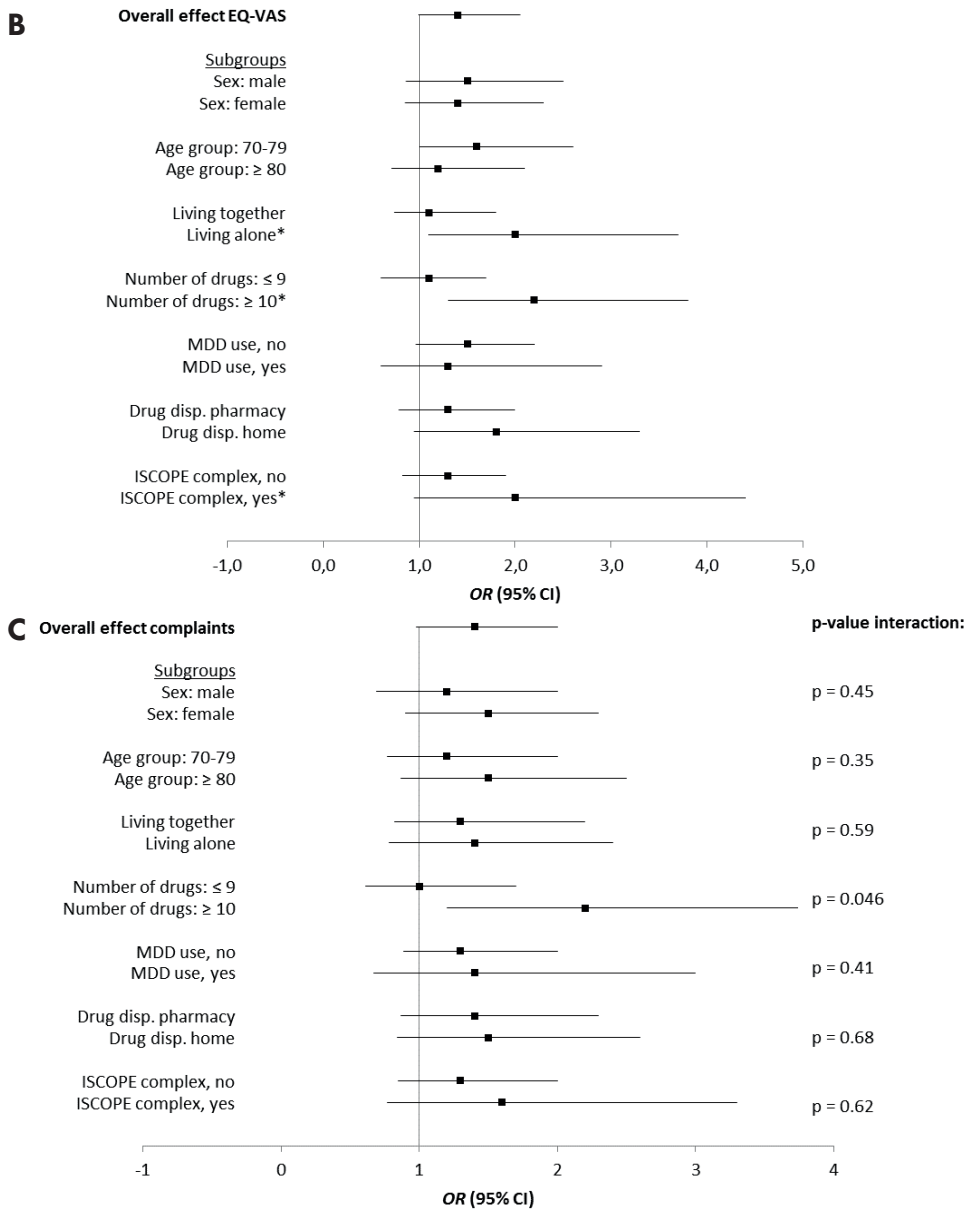 B
Overall effect EQ-VAS
Subgroups
Sex: male
Sex: female
Age group: 70-79
Age group: ≥ 80
Living together
Living alone*
Number of drugs: ≤ 9
Number of drugs: ≥ 10*
MDD use, no
MDD use, yes
Drug disp. pharmacy
Drug disp. home
ISCOPE complex, no
ISCOPE complex, yes*
-1,0 0,0 1,0 2,0 3,0 4,0 5,0
OR (95% CI)
C Overall effect complaints p-value interaction:
Subgroups
Sex: male p = 0.45
Sex: female
Age group: 70-79 p = 0.35
Age group: ≥ 80
Living together p = 0.59
Living alone
Number of drugs: ≤ 9 p = 0.046
Number of drugs: ≥ 10
MDD use, no p = 0.41
MDD use, yes
Drug disp. pharmacy
Drug disp. home p = 0.68
ISCOPE complex, no
ISCOPE complex, yes p = 0.62
-1 0 1 2 3 4
OR (95% CI)